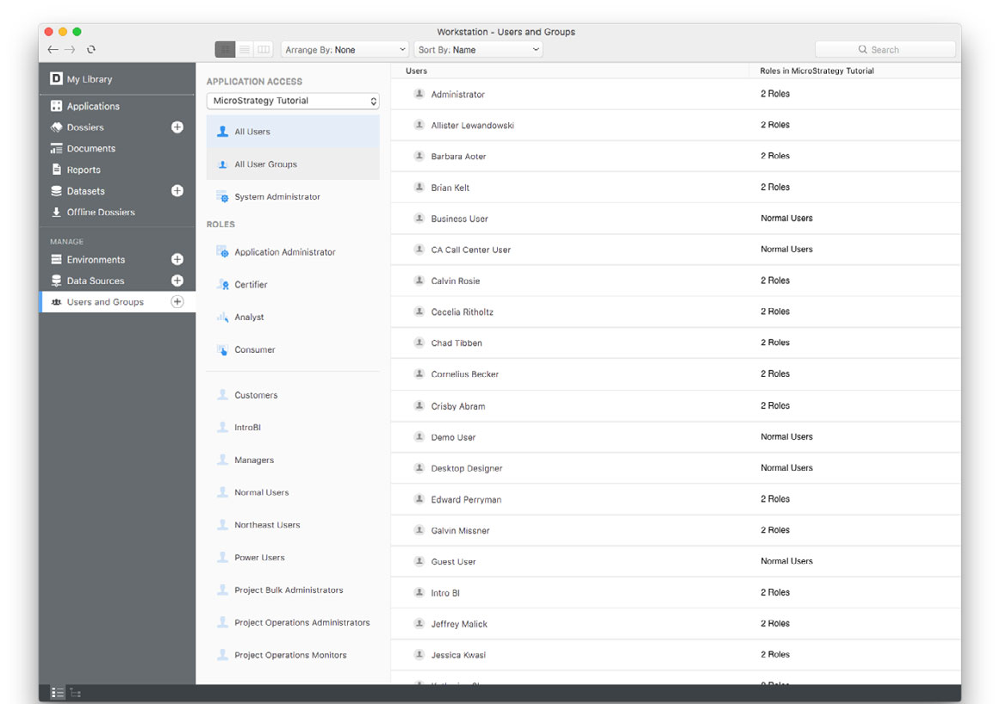 Workstation - Users and Groups
Arrange By: None
Sort By: Name
Search
D My Library
Applications
Dossiers
Documents
Reports
Datasets
Offline Dossiers
MANAGE
Environments
Data Sources
Users and Groups
APPLICATION ACCESS
MicroStrategy Tutorial
All Users
All User Groups
System Administrator
ROLES
Application Administrator
Certifier
Analyst
Consumer
Customers
IntroBI
Managers
Normal Users
Northeast Users
Power Users
Project Bulk Administrators
Project Operations Administrators
Project Operations Monitors
Users Roles in MicroStrategy Tutorial
Administrator 2 Roles
Allister Lewandowski 2 Roles
Barbara Aoter 2 Roles
Brian Kelt 2 Roles
Business User Normal Users
CA Call Center User Normal Users
Calvin Rosie 2 Roles
Cecelia Ritholtz 2 Roles
Chad Tibben 2 Roles
Cornelius Becker 2 Roles
Crisby Abram 2 Roles
Demo User Normal Users
Desktop Designer Normal Users
Edward Perryman 2 Roles
Galvin Missner 2 Roles
Guest User Normal Users
Intro BI 2 Roles
Jeffrey Malick 2 Roles
Jessica Kwasi 2 Roles